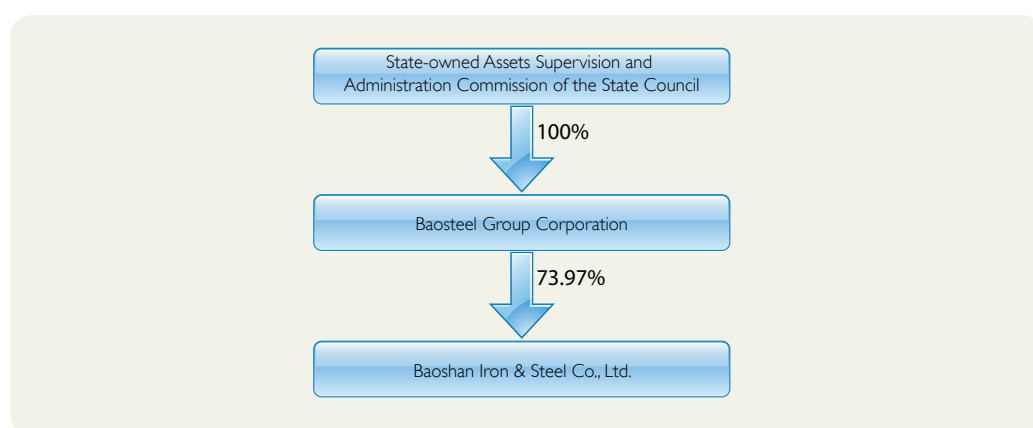 State-owned Assets Supervision and
Administration Commission of the State Council
100%
Baosteel Group Corporation
73.97%
Baoshan Iron & Steel Co., Ltd.